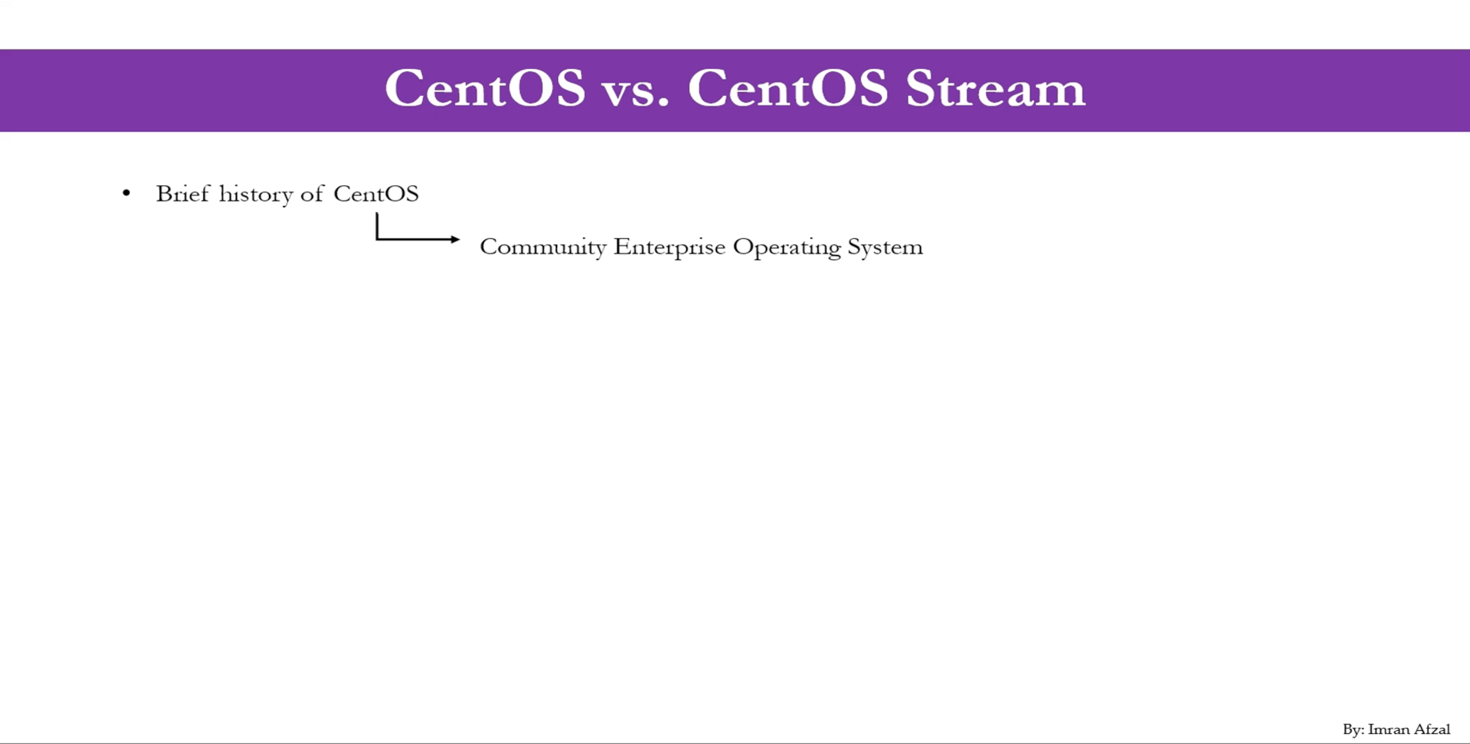 CentOS vs. CentOS Stream
• Brief history of CentOS
Community Enterprise Operating System
By: Imran Afzal